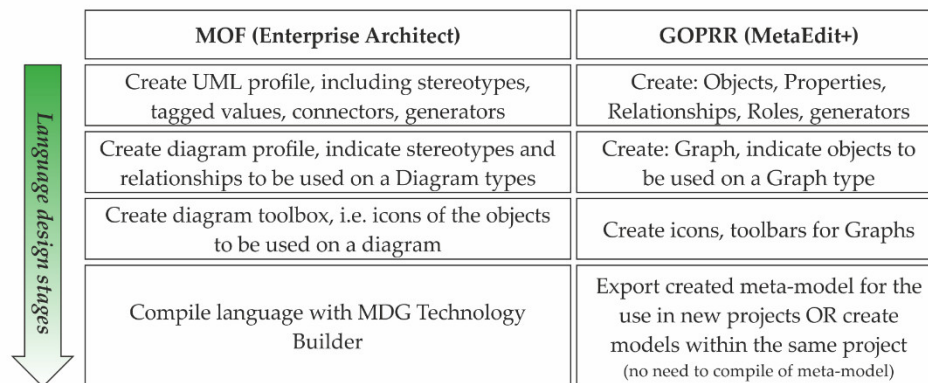 MOF (Enterprise Architect)
GOPRR (MetaEdit+)
Language design stages
Create UML profile, including stereotypes,
tagged values, connectors, generators
Create: Objects, Properties,
Relationships, Roles, generators
Create diagram profile, indicate stereotypes and
relationships to be used on a Diagram types
Create: Graph, indicate objects to
be used on a Graph type
Create diagram toolbox, i.e. icons of the objects
to be used on a diagram
Create icons, toolbars for Graphs
Compile language with MDG Technology
Builder
Export created meta-model for the
use in new projects OR create
models within the same project
(no need to compile of meta-model)